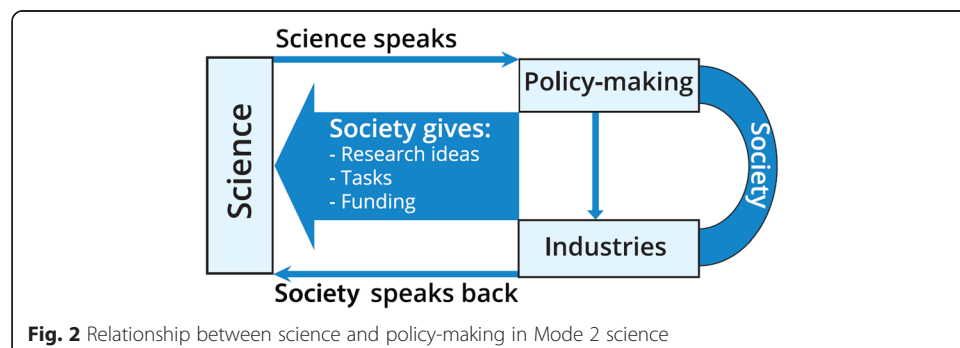 Science speaks
Science
Policy-making
Society gives:
- Research ideas
- Tasks
- Funding
Society
Industries
Society speaks back
Fig. 2 Relationship between science and policy-making in Mode 2 science